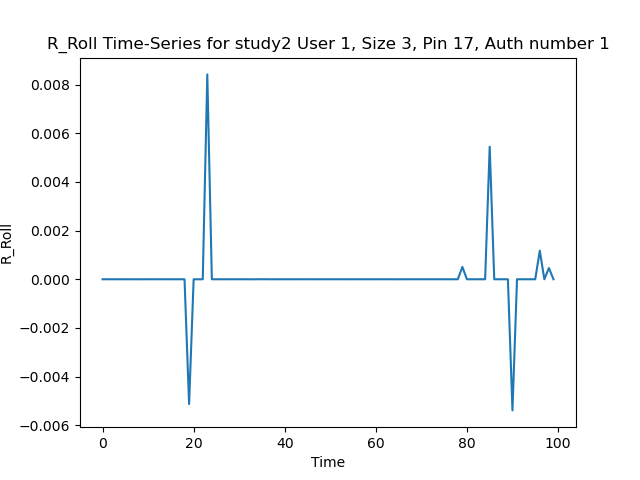 R_Roll Time-Series for study2 User 1, Size 3, Pin 17, Auth number 1
0.008
0.006
0.004
0.002
0.000
−0.002
−0.004
−0.006
R_Roll
0 20 40 60 80 100
Time